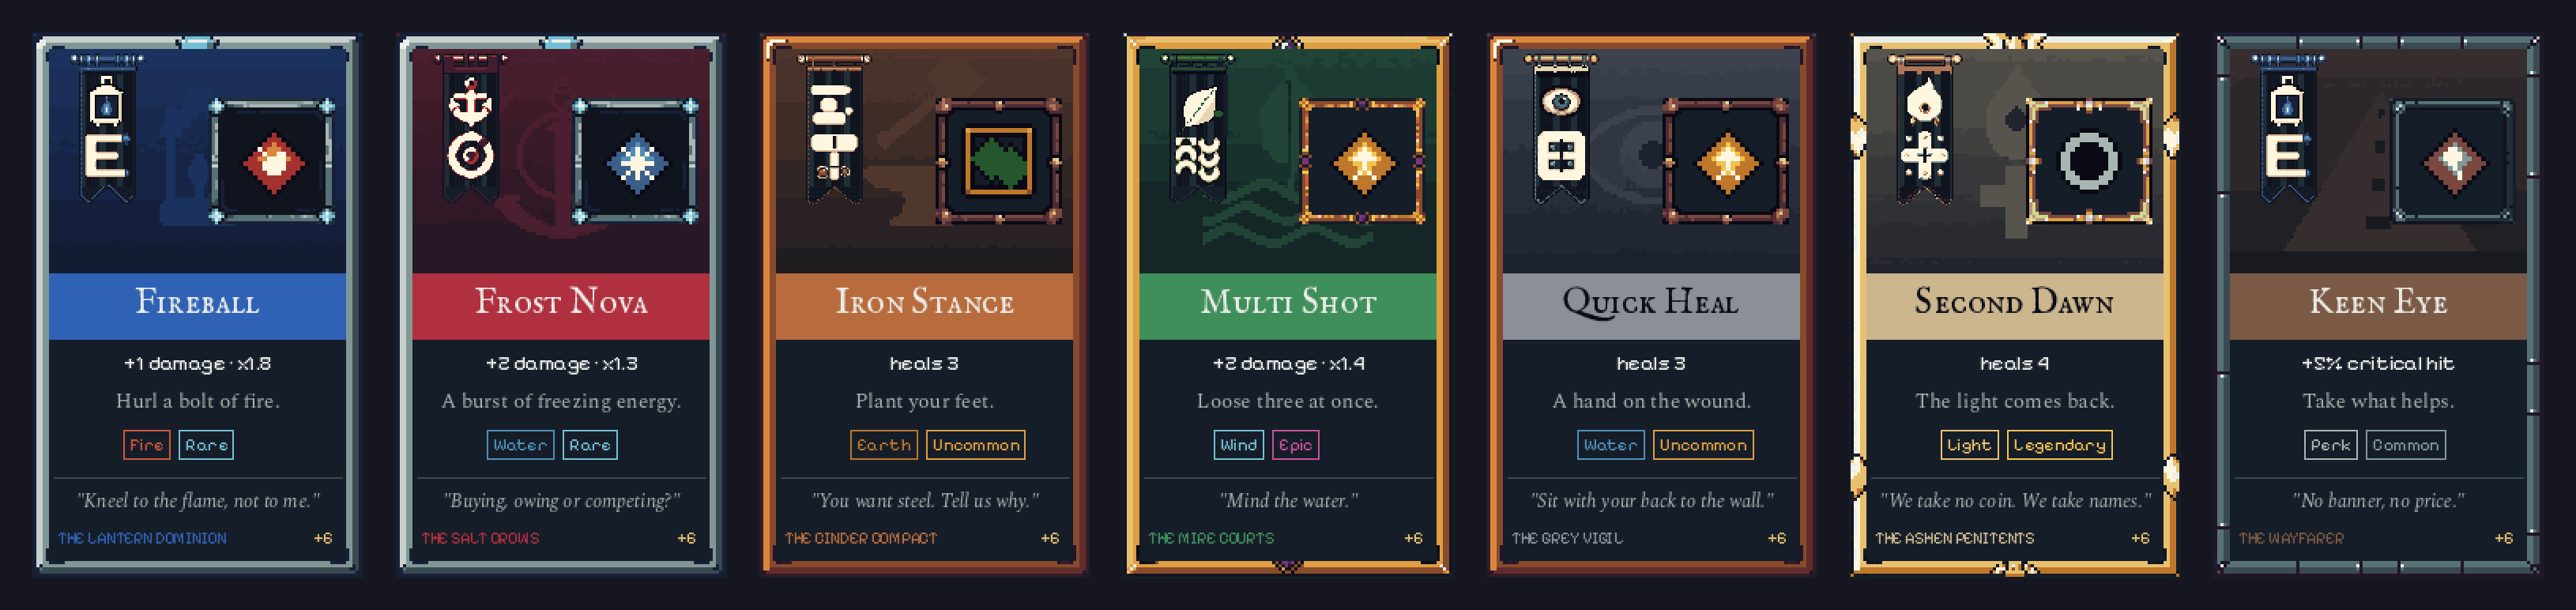 E
FIREBALL
+1 damage · x1.8
Hurl a bolt of fire.
Fire Rare
"Kneel to the flame, not to me."
THE LANTERN DOMINION +6
FROST NOVA
+2 damage · x1.3
A burst of freezing energy.
Water Rare
"Buying, owing or competing?"
THE SALT CROWS +6
IRON STANCE
heals 3
Plant your feet.
Earth Uncommon
"You want steel. Tell us why."
THE CINDER COMPACT +6
MULTI SHOT
+2 damage · x1.4
Loose three at once.
Wind Epic
"Mind the water."
THE MIRE COURTS +6
QUICK HEAL
heals 3
A hand on the wound.
Water Uncommon
"Sit with your back to the wall."
THE GREY VIGIL +6
SECOND DAWN
heals 4
The light comes back.
Light Legendary
"We take no coin. We take names."
THE ASHEN PENITENTS +6
E
KEEN EYE
+5% critical hit
Take what helps.
Perk Common
"No banner, no price."
THE WAYFARER +6